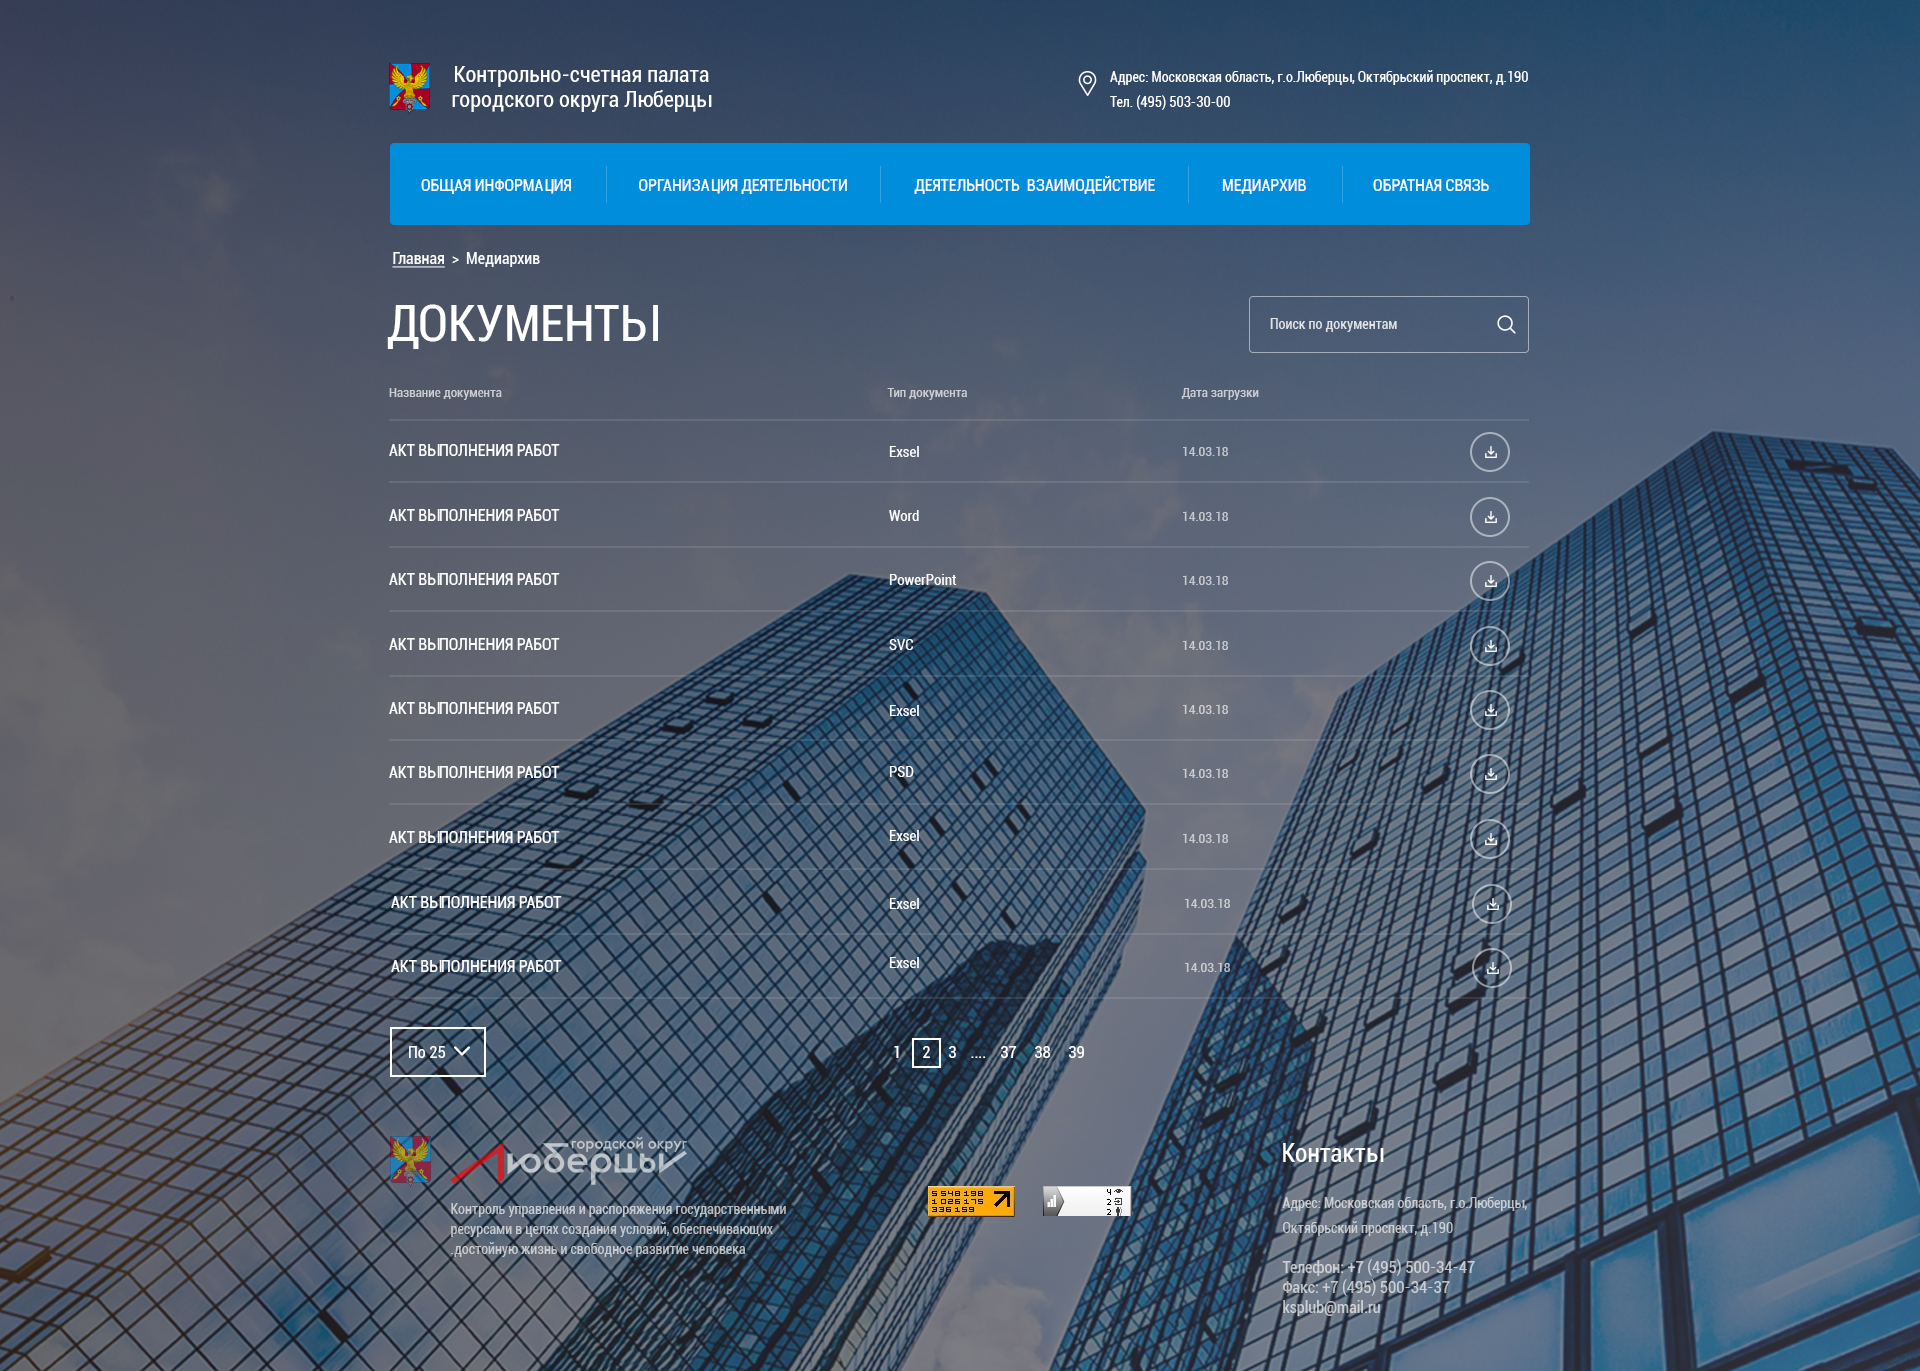 Контрольно-счетная палата
городского округа Люберцы
Адрес: Московская область, г.о.Люберцы, Октябрьский проспект, д.190
Тел. (495) 503-30-00
ОБЩАЯ ИНФОРМАЦИЯ ОРГАНИЗАЦИЯ ДЕЯТЕЛЬНОСТИ ДЕЯТЕЛЬНОСТЬ ВЗАИМОДЕЙСТВИЕ МЕДИАРХИВ ОБРАТНАЯ СВЯЗЬ
Главная > Медиархив
ДОКУМЕНТЫ
Поиск по документам
Название документа Тип документа Дата загрузки
АКТ ВЫПОЛНЕНИЯ РАБОТ Exsel 14.03.18
АКТ ВЫПОЛНЕНИЯ РАБОТ Word 14.03.18
АКТ ВЫПОЛНЕНИЯ РАБОТ PowerPoint 14.03.18
АКТ ВЫПОЛНЕНИЯ РАБОТ SVC 14.03.18
АКТ ВЫПОЛНЕНИЯ РАБОТ Exsel 14.03.18
АКТ ВЫПОЛНЕНИЯ РАБОТ PSD 14.03.18
АКТ ВЫПОЛНЕНИЯ РАБОТ Exsel 14.03.18
АКТ ВЫПОЛНЕНИЯ РАБОТ Exsel 14.03.18
АКТ ВЫПОЛНЕНИЯ РАБОТ Exsel 14.03.18
По 25
1 2 3 .... 37 38 39
городской округ
Люберцы
Контроль управления и распоряжения государственными
ресурсами в целях создания условий, обеспечивающих
,достойную жизнь и свободное развитие человека
5 548 198
1 026 175
336 159
4
2
2
Контакты
Адрес: Московская область, г.о.Люберцы,
Октябрьский проспект, д.190
Телефон: +7 (495) 500-34-47
Факс: +7 (495) 500-34-37
ksplub@mail.ru